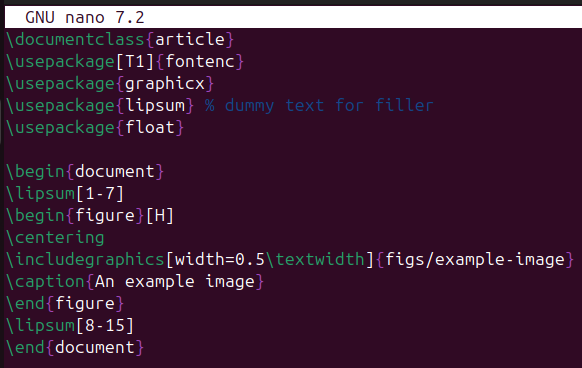 GNU nano 7.2
\documentclass{article}
\usepackage[T1]{fontenc}
\usepackage{graphicx}
\usepackage{lipsum} % dummy text for filler
\usepackage{float}

\begin{document}
\lipsum[1-7]
\begin{figure}[H]
\centering
\includegraphics[width=0.5\textwidth]{figs/example-image}
\caption{An example image}
\end{figure}
\lipsum[8-15]
\end{document}